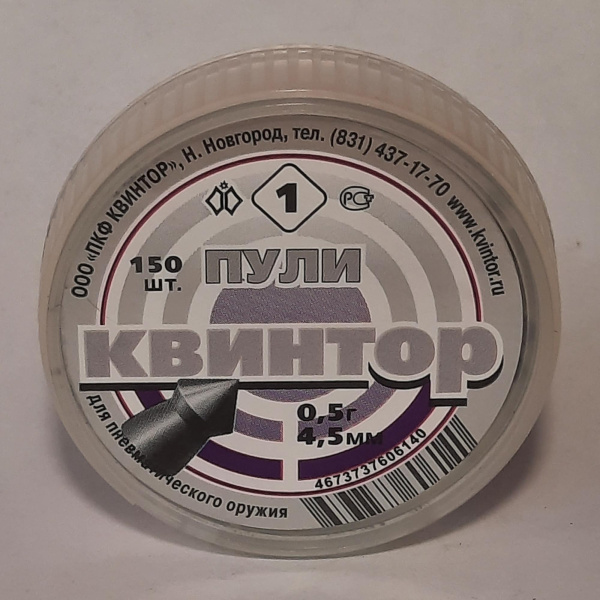 ООО «ПКФ КВИНТОР», Н. Новгород, тел. (831) 437-17-70 www.kvintor.ru
1
РСТ
150
шт.
ПУЛИ
КВИНТОР
0,5г
4,5мм
для пневматического оружия
4673737606140